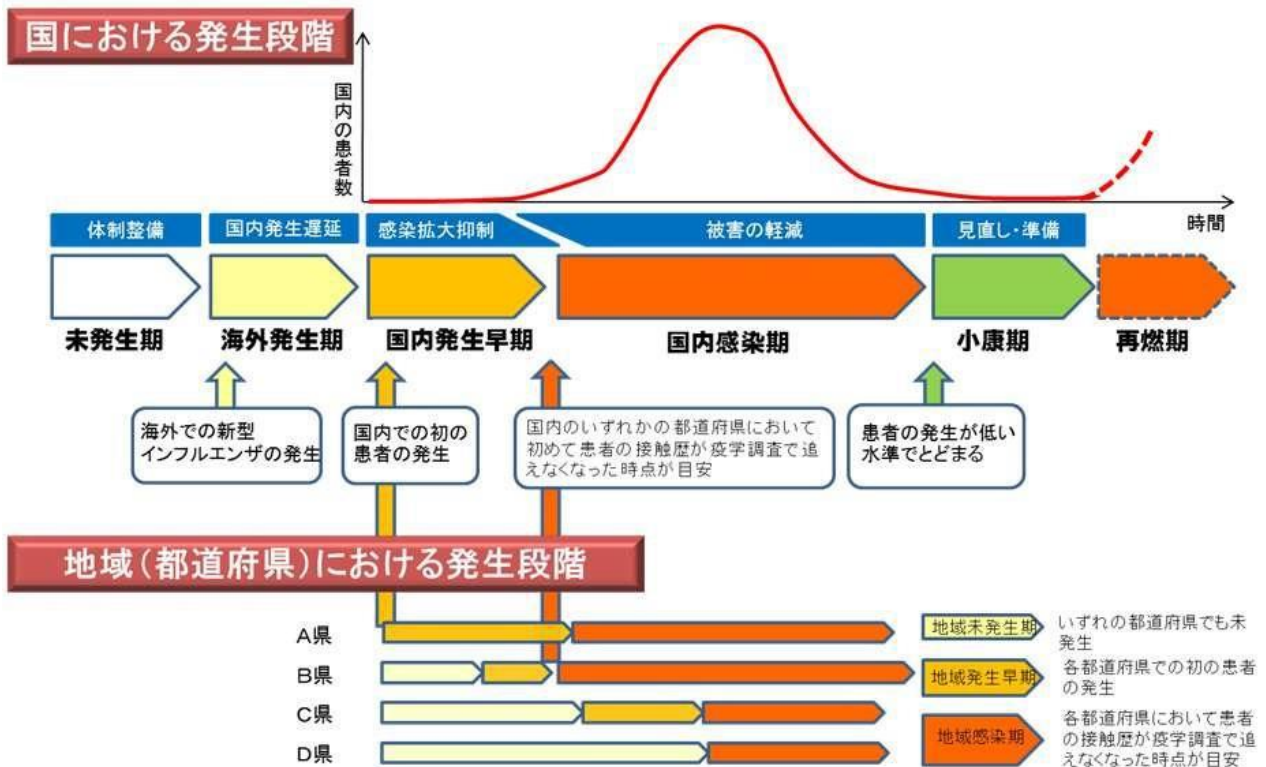 国における発生段階
国内の患者数
時間
体制整備
国内発生遅延
感染拡大抑制
被害の軽減
見直し・準備
未発生期
海外発生期
国内発生早期
国内感染期
小康期
再燃期
海外での新型
インフルエンザの発生
国内での初の
患者の発生
国内のいずれかの都道府県において
初めて患者の接触歴が疫学調査で追
えなくなった時点が目安
患者の発生が低い
水準でとどまる
地域(都道府県)における発生段階
A県
B県
C県
D県
地域未発生期
いずれの都道府県でも未
発生
地域発生早期
各都道府県での初の患者
の発生
地域感染期
各都道府県において患者
の接触歴が疫学調査で追
えなくなった時点が目安